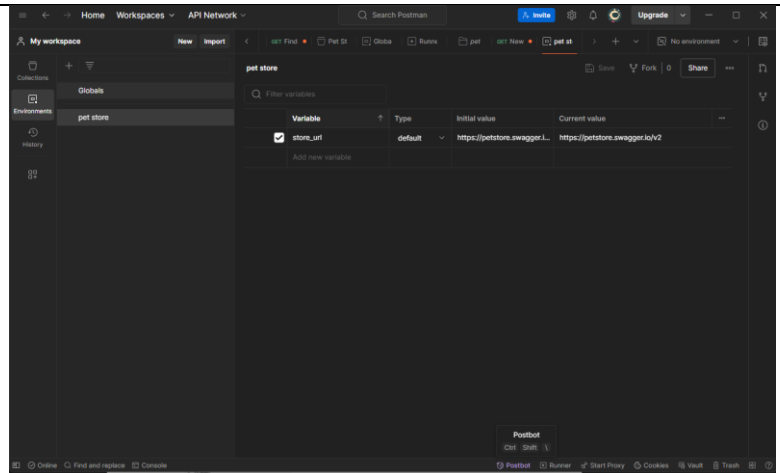 Home Workspaces API Network Search Postman Invite Upgrade
My workspace New Import GET Find Pet St Globa Runne pet GET New pet st No environment
Collections
Environments
History
Globals
pet store
pet store Save Fork 0 Share
Filter variables
Variable Type Initial value Current value
store_url default https://petstore.swagger.i... https://petstore.swagger.io/v2
Add new variable
Postbot
Ctrl Shift \
Online Find and replace Console Postbot Runner Start Proxy Cookies Vault Trash